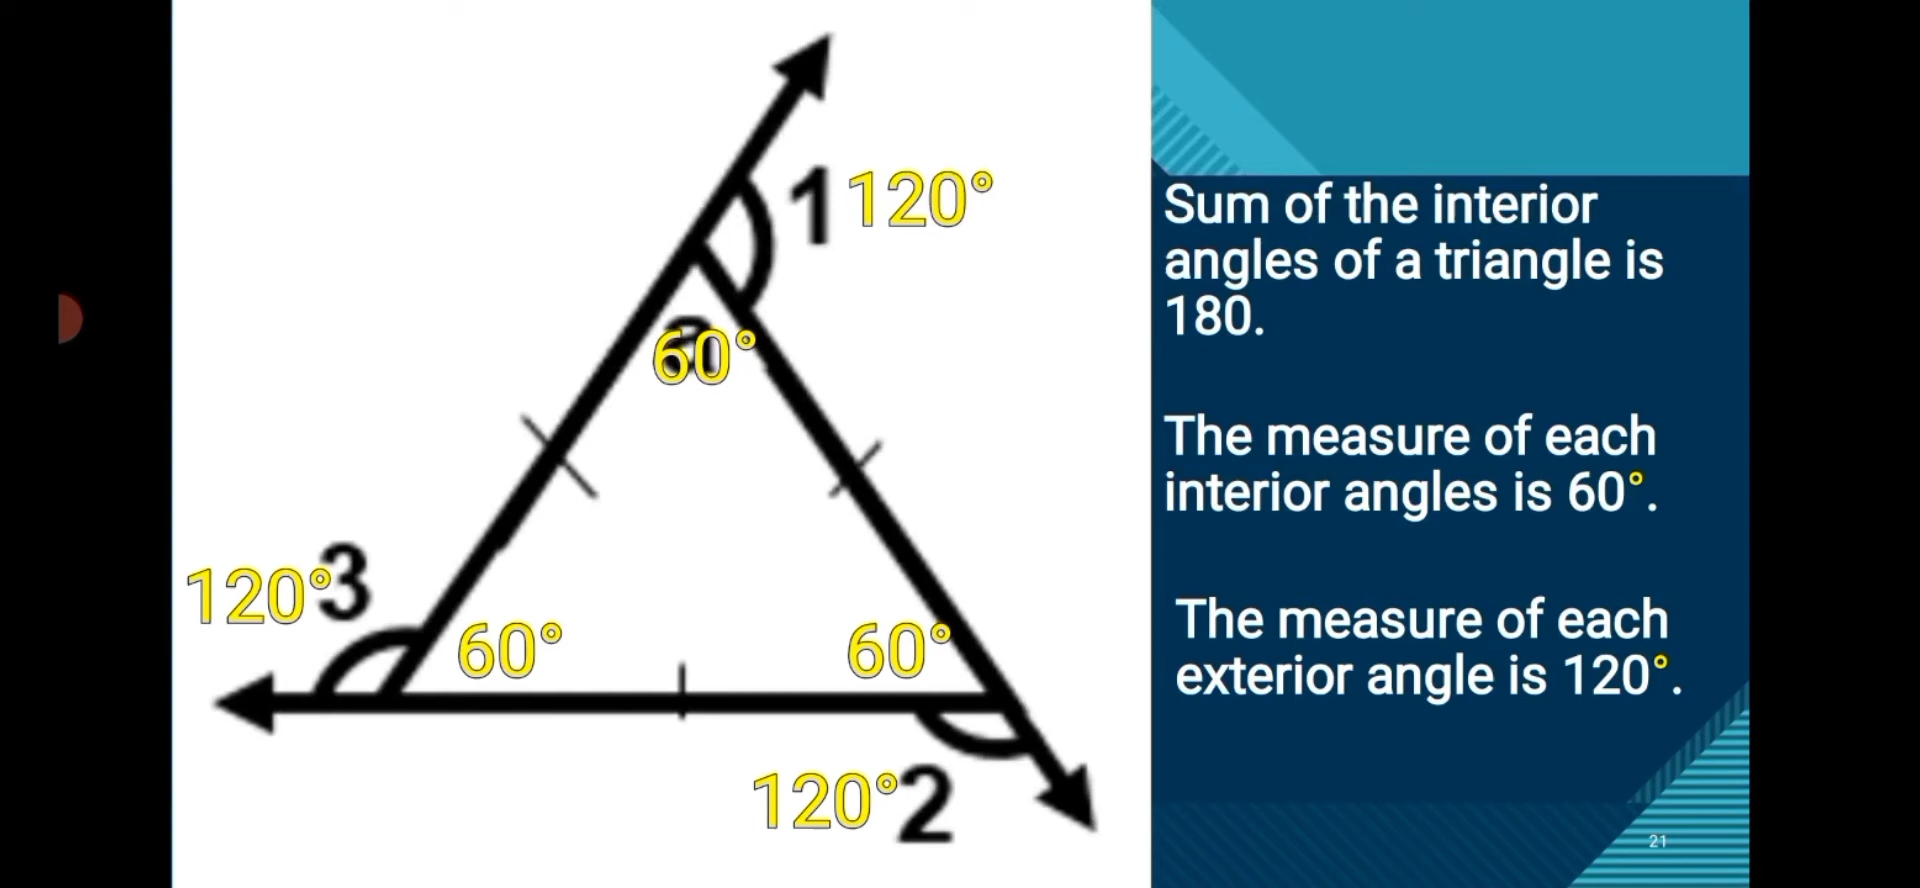 1 120°
60°
120°3
60°
60°
120°2
Sum of the interior
angles of a triangle is
180.
The measure of each
interior angles is 60°.
The measure of each
exterior angle is 120°.
21